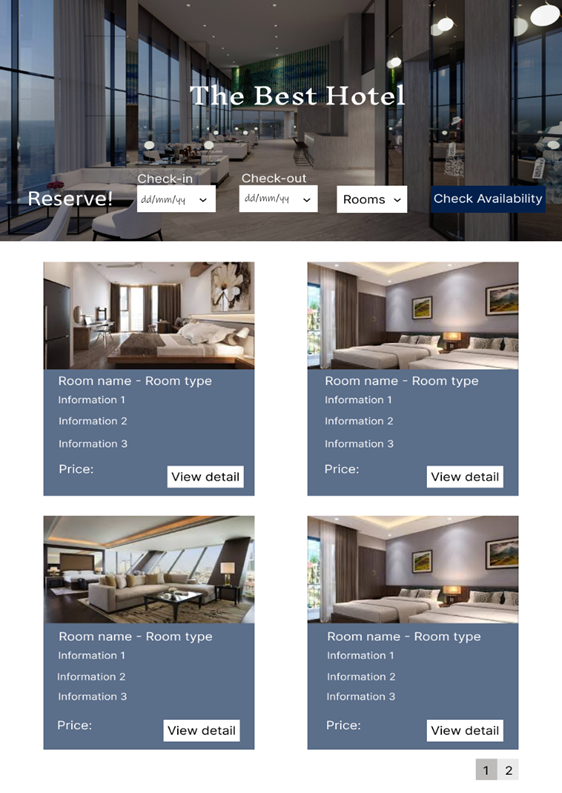 The Best Hotel
Check-in
Check-out
Reserve!
dd/mm/yy
dd/mm/yy
Rooms
Check Availability
Room name - Room type
Information 1
Information 2
Information 3
Price:
View detail
Room name - Room type
Information 1
Information 2
Information 3
Price:
View detail
Room name - Room type
Information 1
Information 2
Information 3
Price:
View detail
Room name - Room type
Information 1
Information 2
Information 3
Price:
View detail
1
2